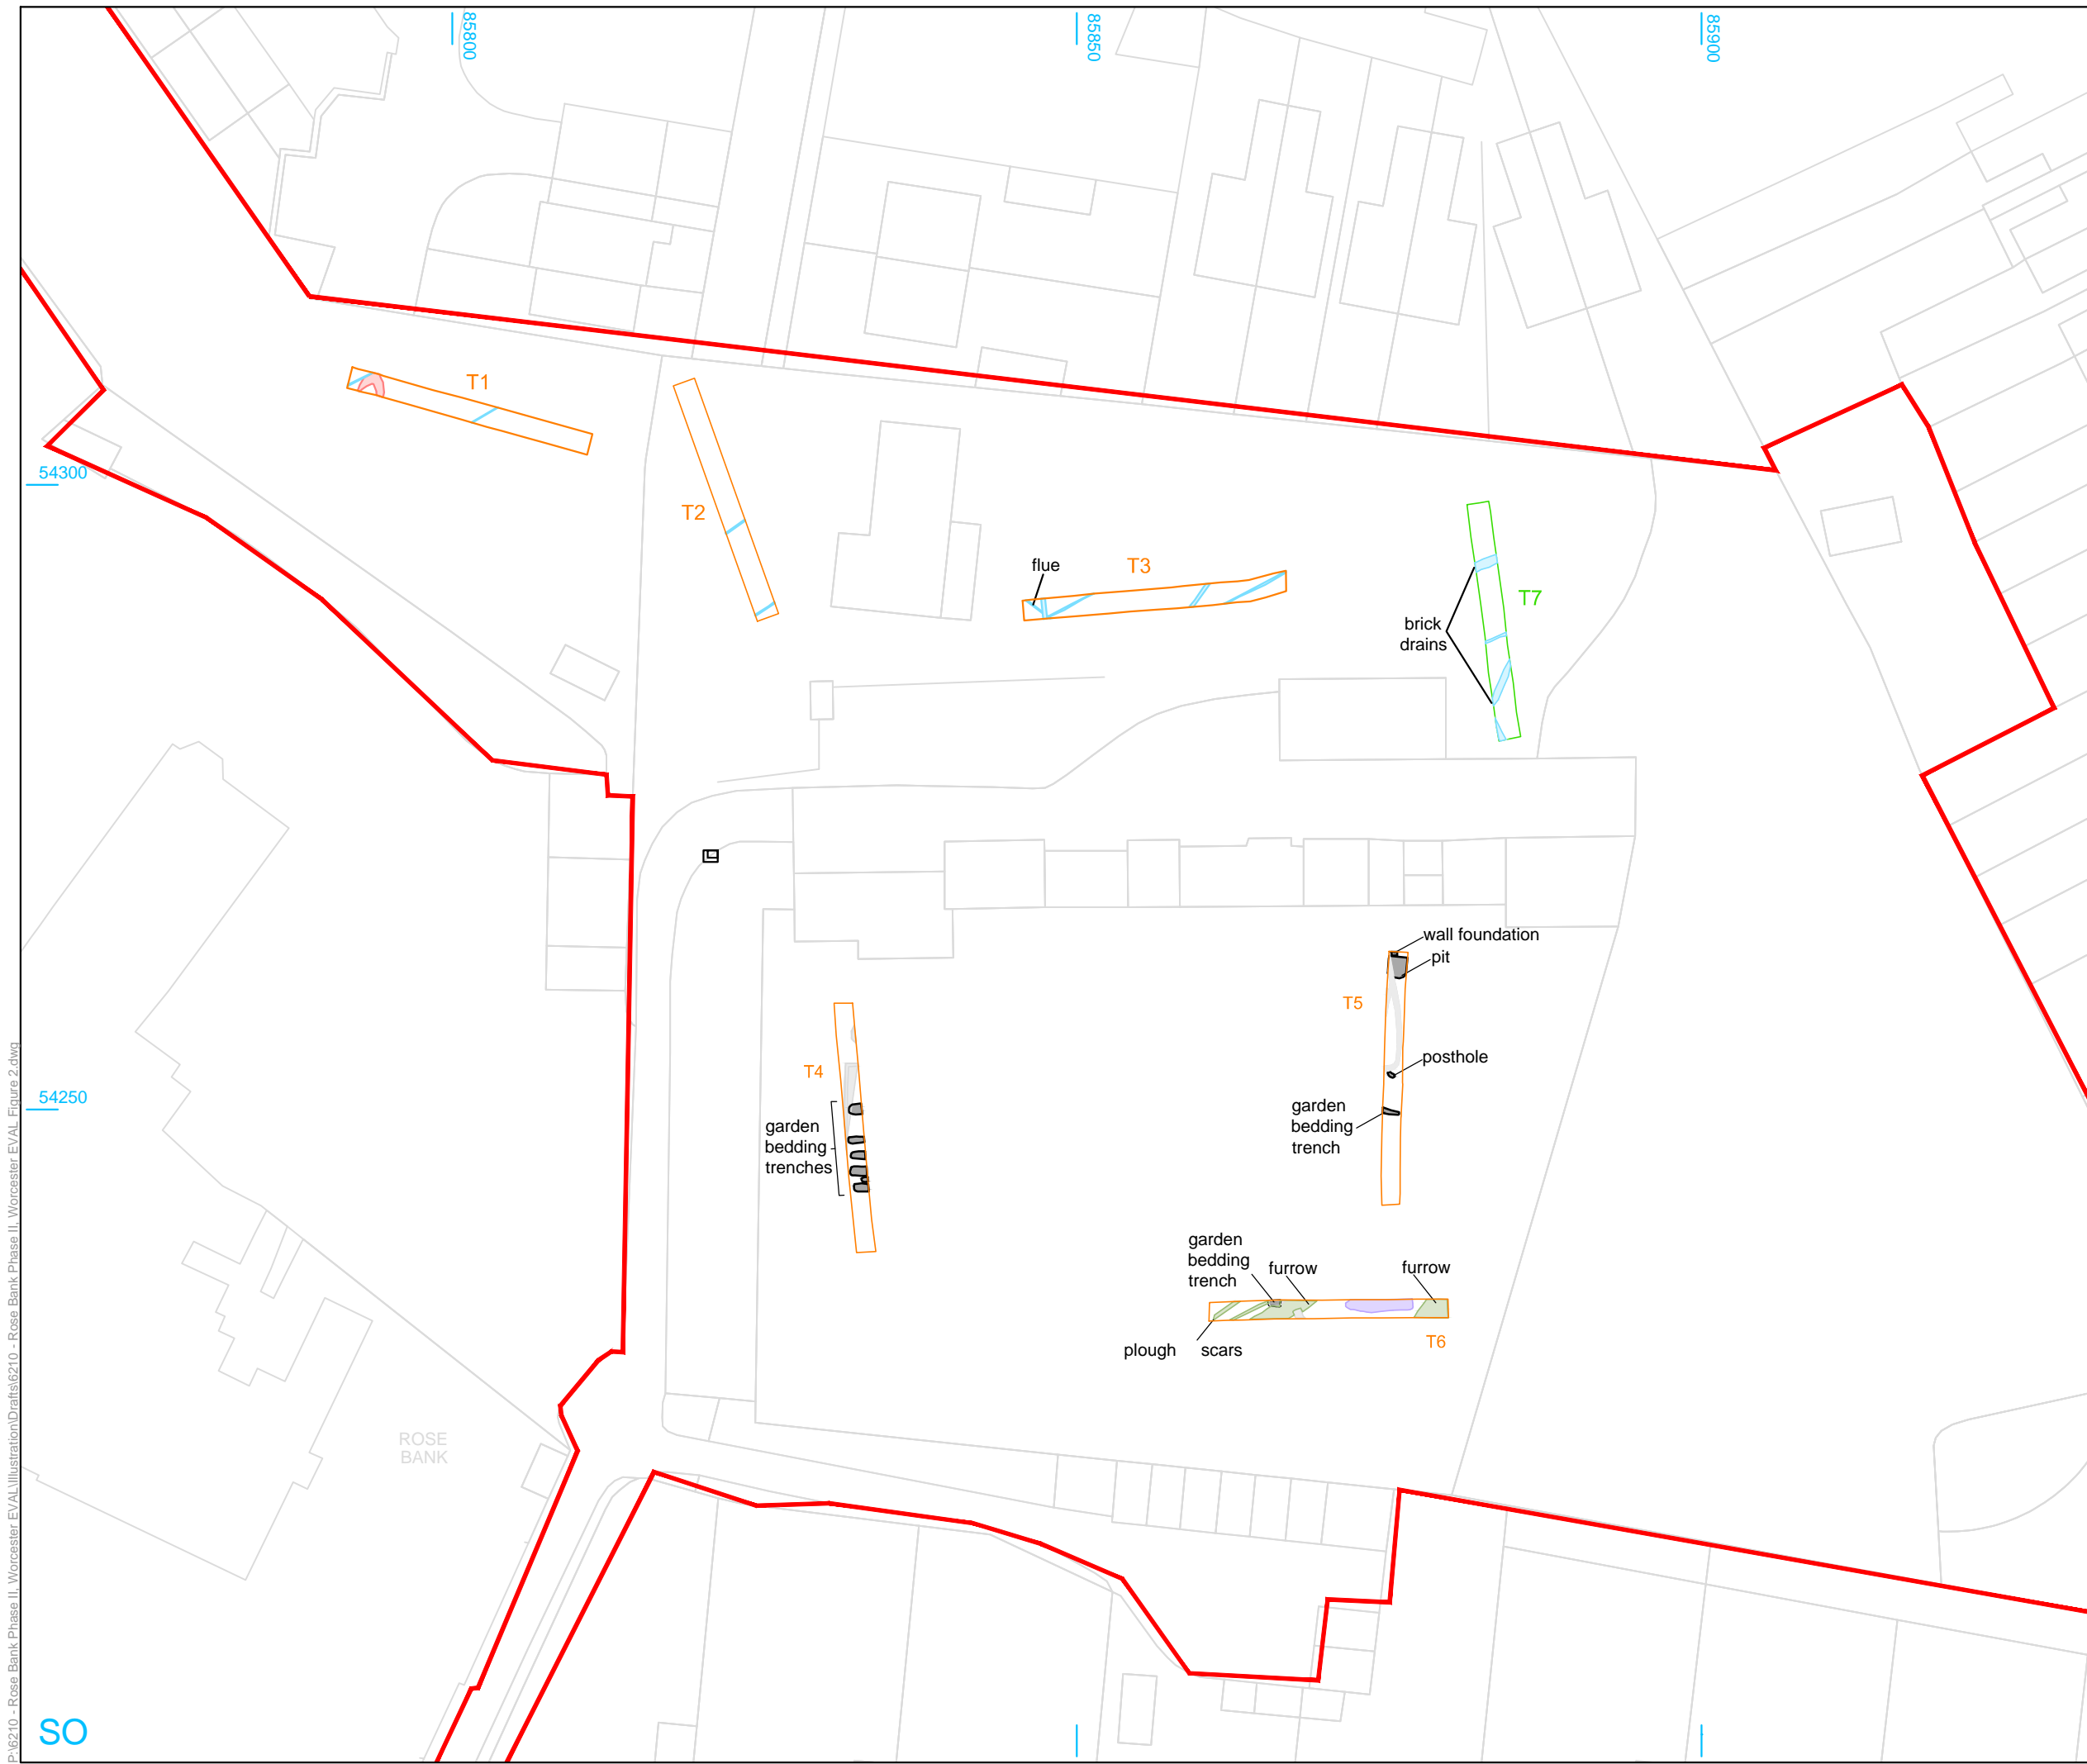 85800
85850
85900
T1
54300
T2
T3
flue
T7
brick
drains
wall foundation
pit
T5
posthole
T4
54250
garden
bedding
trenches
garden
bedding
trench
garden
bedding
trench
furrow
furrow
plough scars
T6
ROSE
BANK
SO
P:\6210 - Rose Bank Phase II, Worcester EVAL\Illustration\Drafts\6210 - Rose Bank Phase II, Worcester EVAL Figure 2.dwg